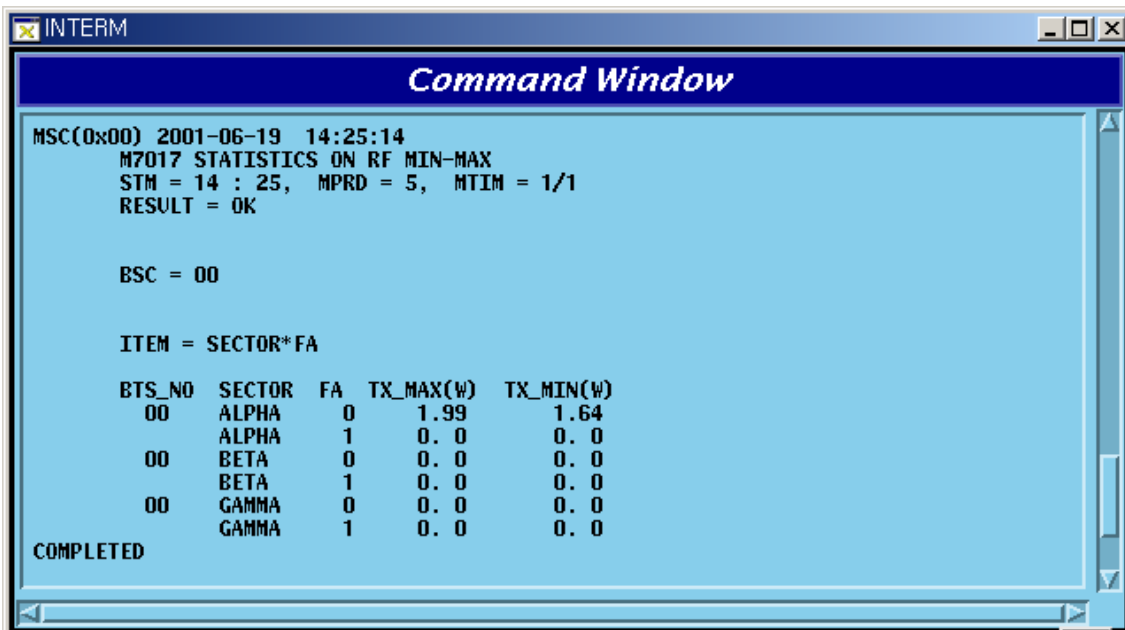 INTERM
Command Window
MSC(0x00) 2001-06-19 14:25:14
M7017 STATISTICS ON RF MIN-MAX
STM = 14 : 25, MPRD = 5, MTIM = 1/1
RESULT = OK
BSC = 00
ITEM = SECTOR*FA
BTS_NO SECTOR FA TX_MAX(W) TX_MIN(W)
00 ALPHA 0 1.99 1.64
ALPHA 1 0. 0 0. 0
00 BETA 0 0. 0 0. 0
BETA 1 0. 0 0. 0
00 GAMMA 0 0. 0 0. 0
GAMMA 1 0. 0 0. 0
COMPLETED